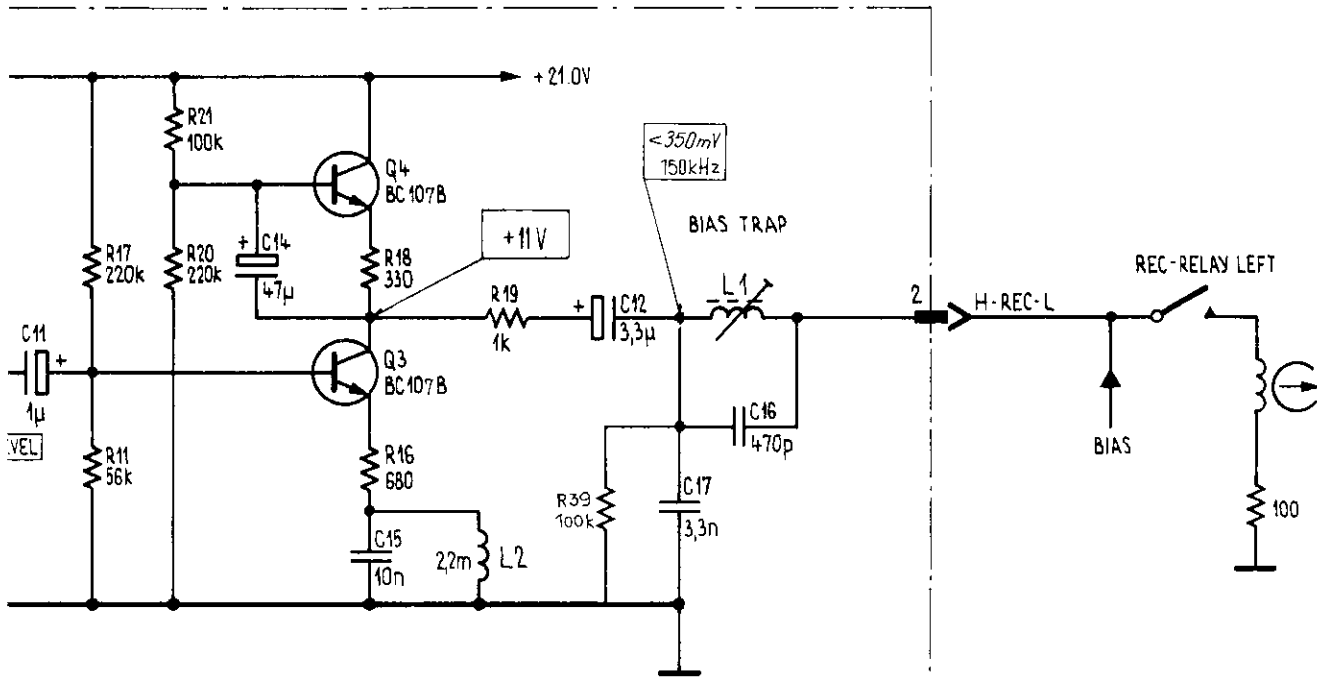 +21.0V
R21
100k
<350mV
150kHz
Q4
BC107B
BIAS TRAP
+11V
R17
220k
R20
220k
+
C14
47µ
R18
330
REC-RELAY LEFT
L1
2
H-REC-L
R19
1k
+
C12
3,3µ
C11
+
1µ
Q3
BC107B
C16
470p
VEL
BIAS
R11
56k
R16
680
R39
100k
C17
3,3n
100
C15
10n
2,2m
L2